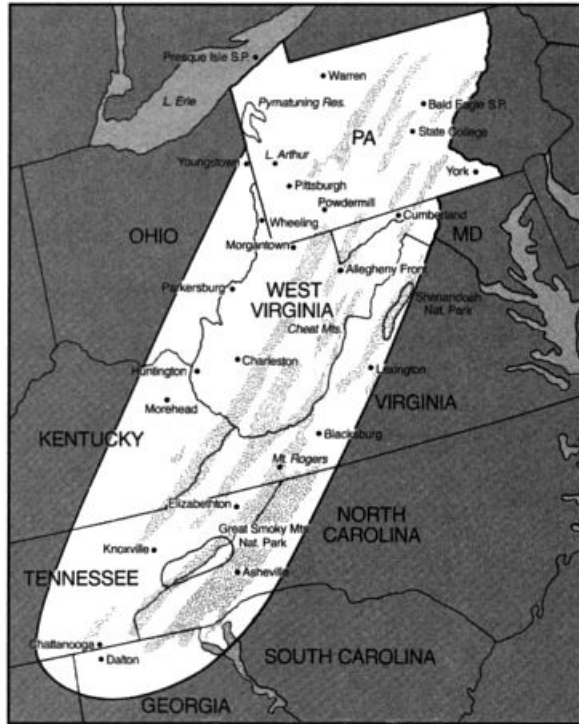 Presque Isle S.P.
Warren
L. Erie
Pymatuning Res.
Bald Eagle S.P.
PA
State College
Youngstown
L. Arthur
Pittsburgh
York
Powdermill
Cumberland
Wheeling
OHIO
MD
Morgantown
Allegheny Front
Parkersburg
WEST
VIRGINIA
Shenandoah
Nat. Park
Cheat Mts.
Charleston
Huntington
Lexington
Morehead
VIRGINIA
KENTUCKY
Blacksburg
Mt. Rogers
Elizabethton
NORTH
CAROLINA
Great Smoky Mts.
Nat. Park
Knoxville
TENNESSEE
Asheville
Chattanooga
Dalton
SOUTH CAROLINA
GEORGIA